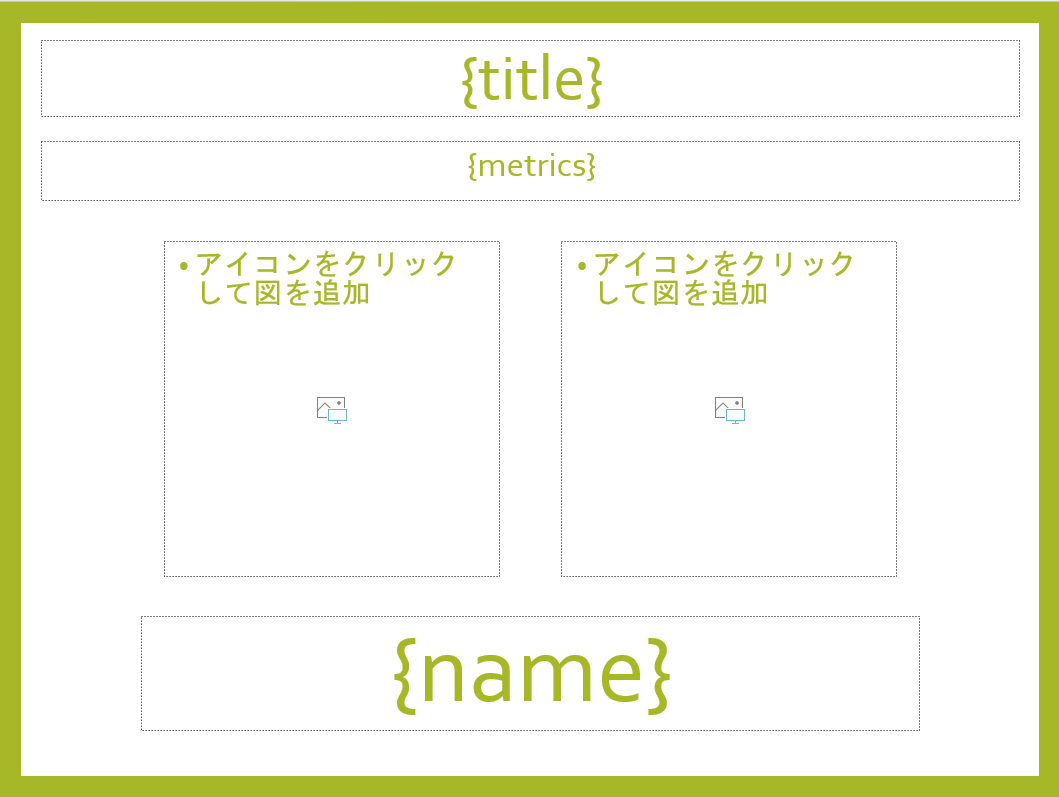 {title}
{metrics}
• アイコンをクリック
して図を追加
• アイコンをクリック
して図を追加
{name}